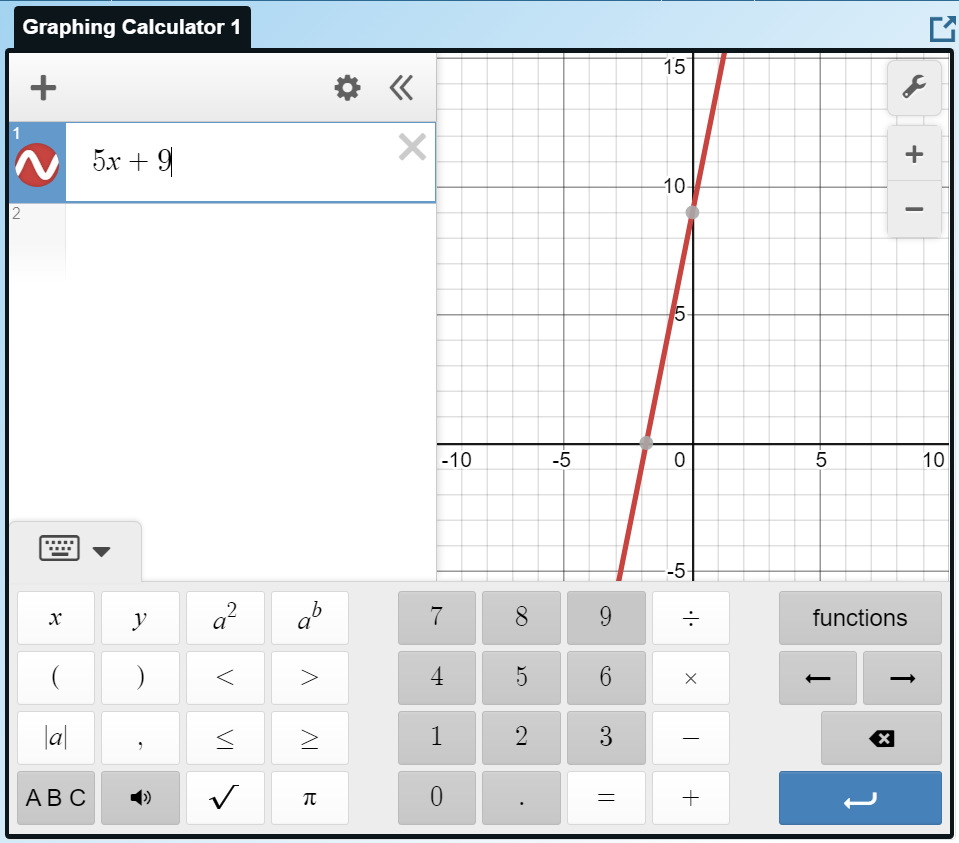 Graphing Calculator 1
+
1
5x + 9
2
15
10
5
-10 -5 0 5 10
-5
+
−
x y a² aᵇ 7 8 9 ÷ functions
( ) < > 4 5 6 × ← →
|a| , ≤ ≥ 1 2 3 −
A B C √ π 0 . = +